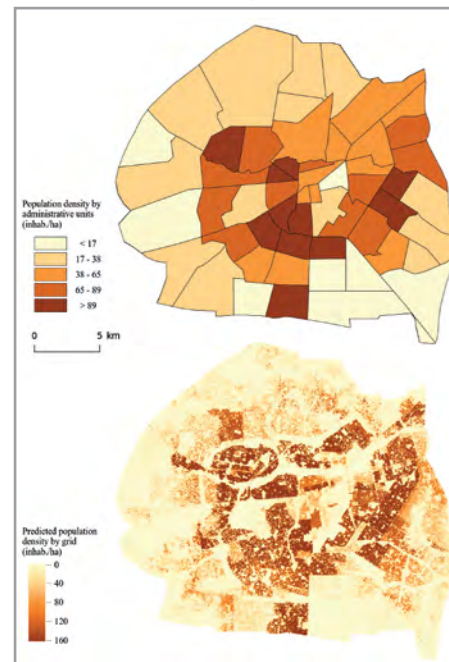 Population density by
administrative units
(inhab./ha)
< 17
17 - 38
38 - 65
65 - 89
> 89
0 5 km
Predicted population
density by grid
(inhab./ha)
0
40
80
120
160